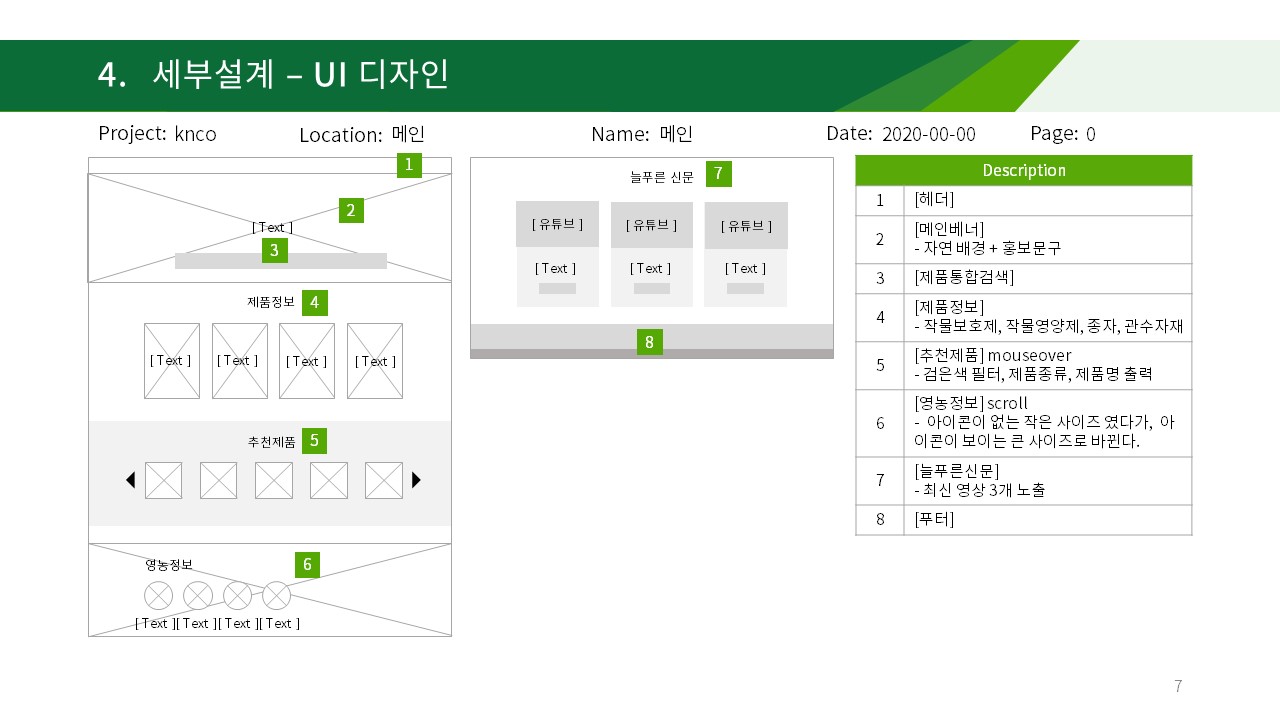 4. 세부설계 – UI 디자인
Project: knco Location: 메인 Name: 메인 Date: 2020-00-00 Page: 0
1
2
[ Text ]
3
제품정보 4
[ Text ] [ Text ] [ Text ] [ Text ]
추천제품 5
영농정보 6
[ Text ][ Text ][ Text ][ Text ]
늘푸른 신문 7
[ 유튜브 ] [ 유튜브 ] [ 유튜브 ]
[ Text ] [ Text ] [ Text ]
8
Description
1 [헤더]
2 [메인베너]
- 자연 배경 + 홍보문구
3 [제품통합검색]
4 [제품정보]
- 작물보호제, 작물영양제, 종자, 관수자재
5 [추천제품] mouseover
- 검은색 필터, 제품종류, 제품명 출력
6 [영농정보] scroll
- 아이콘이 없는 작은 사이즈 였다가, 아
이콘이 보이는 큰 사이즈로 바뀐다.
7 [늘푸른신문]
- 최신 영상 3개 노출
8 [푸터]
7